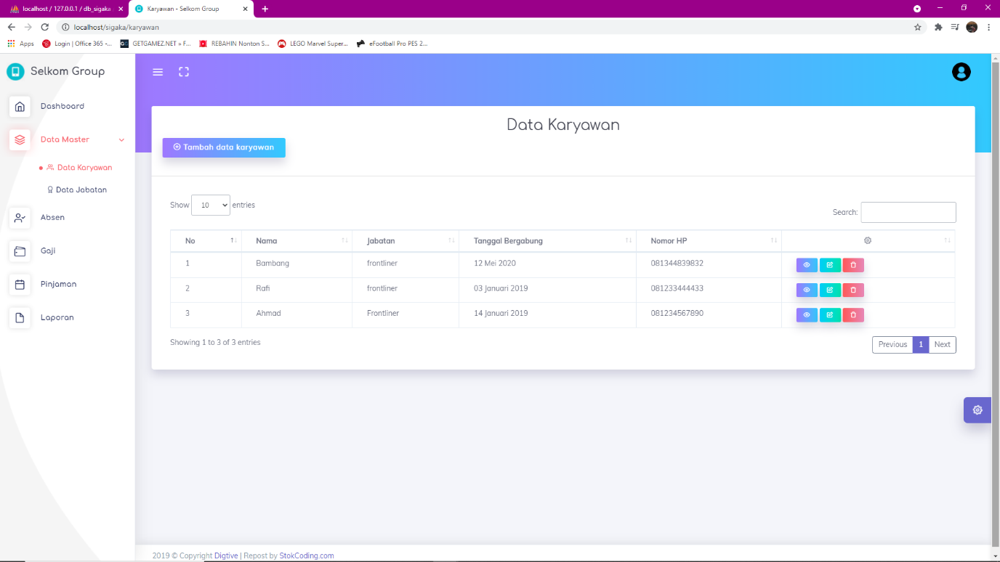 localhost / 127.0.0.1 / db_sigaka
Karyawan - Selkom Group
localhost/sigaka/karyawan
Apps Login | Office 365 -... GETGAMEZ.NET » F... REBAHIN Nonton S... LEGO Marvel Super... eFootball Pro PES 2...
Selkom Group
Dashboard
Data Master
Data Karyawan
Data Jabatan
Absen
Gaji
Pinjaman
Laporan
Data Karyawan
Tambah data karyawan
Show 10 entries
Search:
No Nama Jabatan Tanggal Bergabung Nomor HP
1 Bambang frontliner 12 Mei 2020 081344839832
2 Rafi frontliner 03 Januari 2019 081233444433
3 Ahmad Frontliner 14 Januari 2019 081234567890
Showing 1 to 3 of 3 entries
Previous 1 Next
2019 © Copyright Digtive | Repost by StokCoding.com